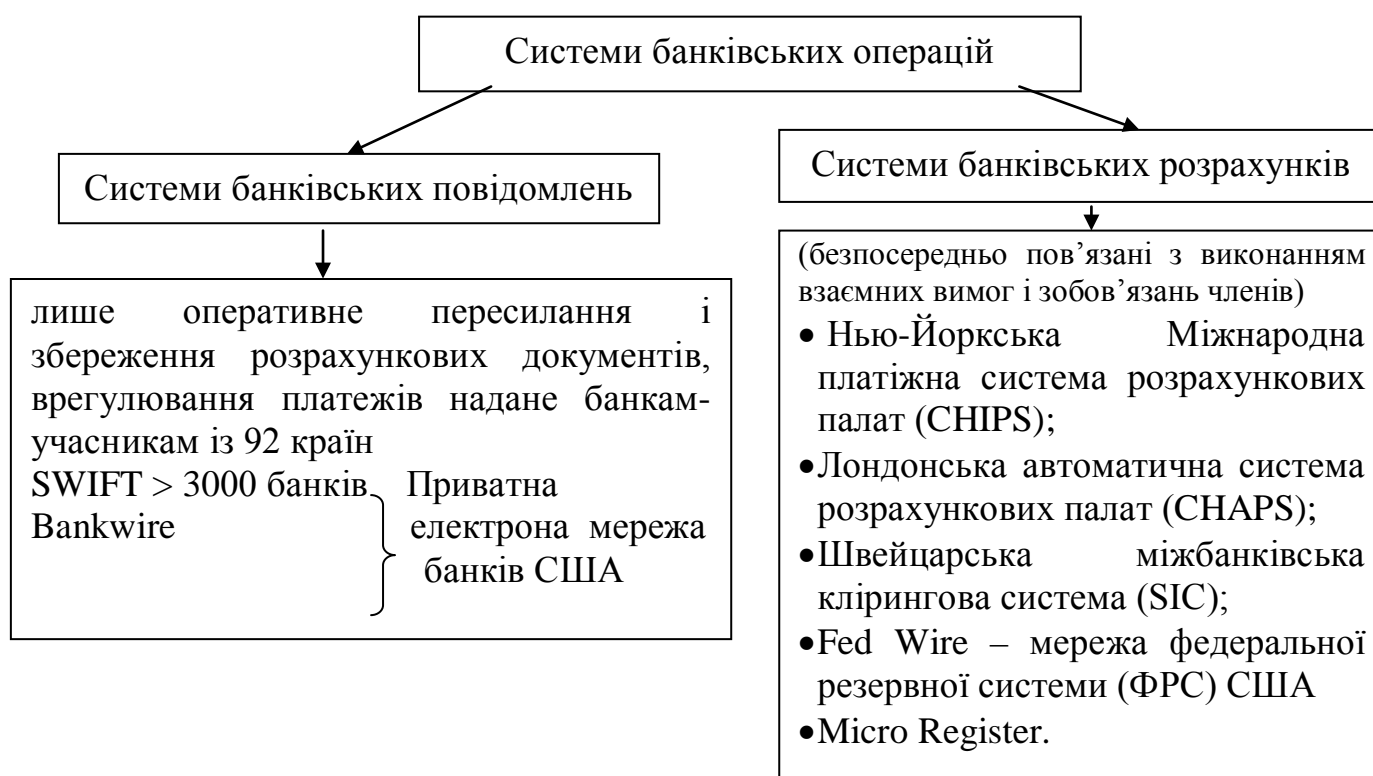 Системи банківських операцій
Системи банківських повідомлень
лише оперативне пересилання і
збереження розрахункових документів,
врегулювання платежів надане банкам-
учасникам із 92 країн
SWIFT > 3000 банків
Bankwire
Приватна
електрона мережа
банків США
Системи банківських розрахунків
(безпосередньо пов’язані з виконанням
взаємних вимог і зобов’язань членів)
• Нью-Йоркська Міжнародна
платіжна система розрахункових
палат (CHIPS);
•Лондонська автоматична система
розрахункових палат (CHAPS);
•Швейцарська міжбанківська
клірингова система (SIC);
•Fed Wire – мережа федеральної
резервної системи (ФРС) США
•Micro Register.